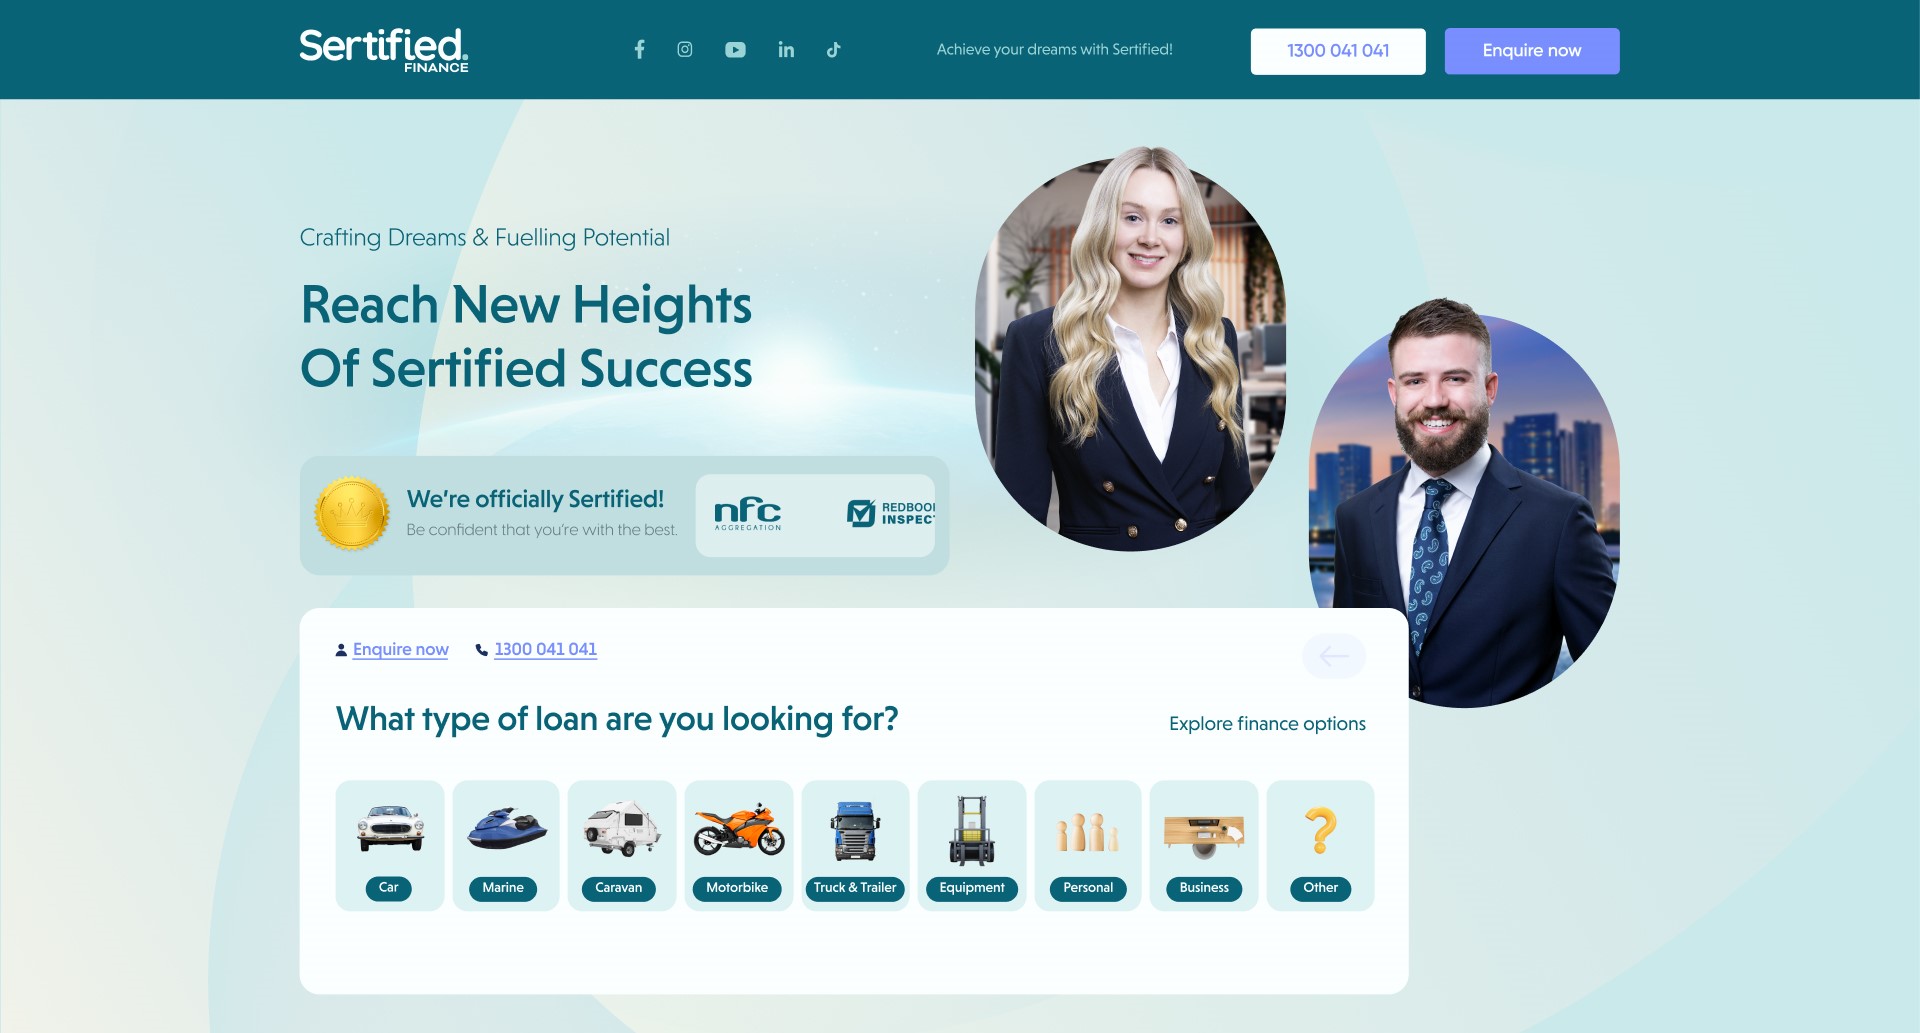 Sertified.
FINANCE
Achieve your dreams with Sertified!
1300 041 041
Enquire now
Crafting Dreams & Fuelling Potential
Reach New Heights
Of Sertified Success
We're officially Sertified!
Be confident that you're with the best.
nfc
AGGREGATION
REDBOO
INSPEC
Enquire now
1300 041 041
What type of loan are you looking for?
Explore finance options
Car
Marine
Caravan
Motorbike
Truck & Trailer
Equipment
Personal
Business
Other